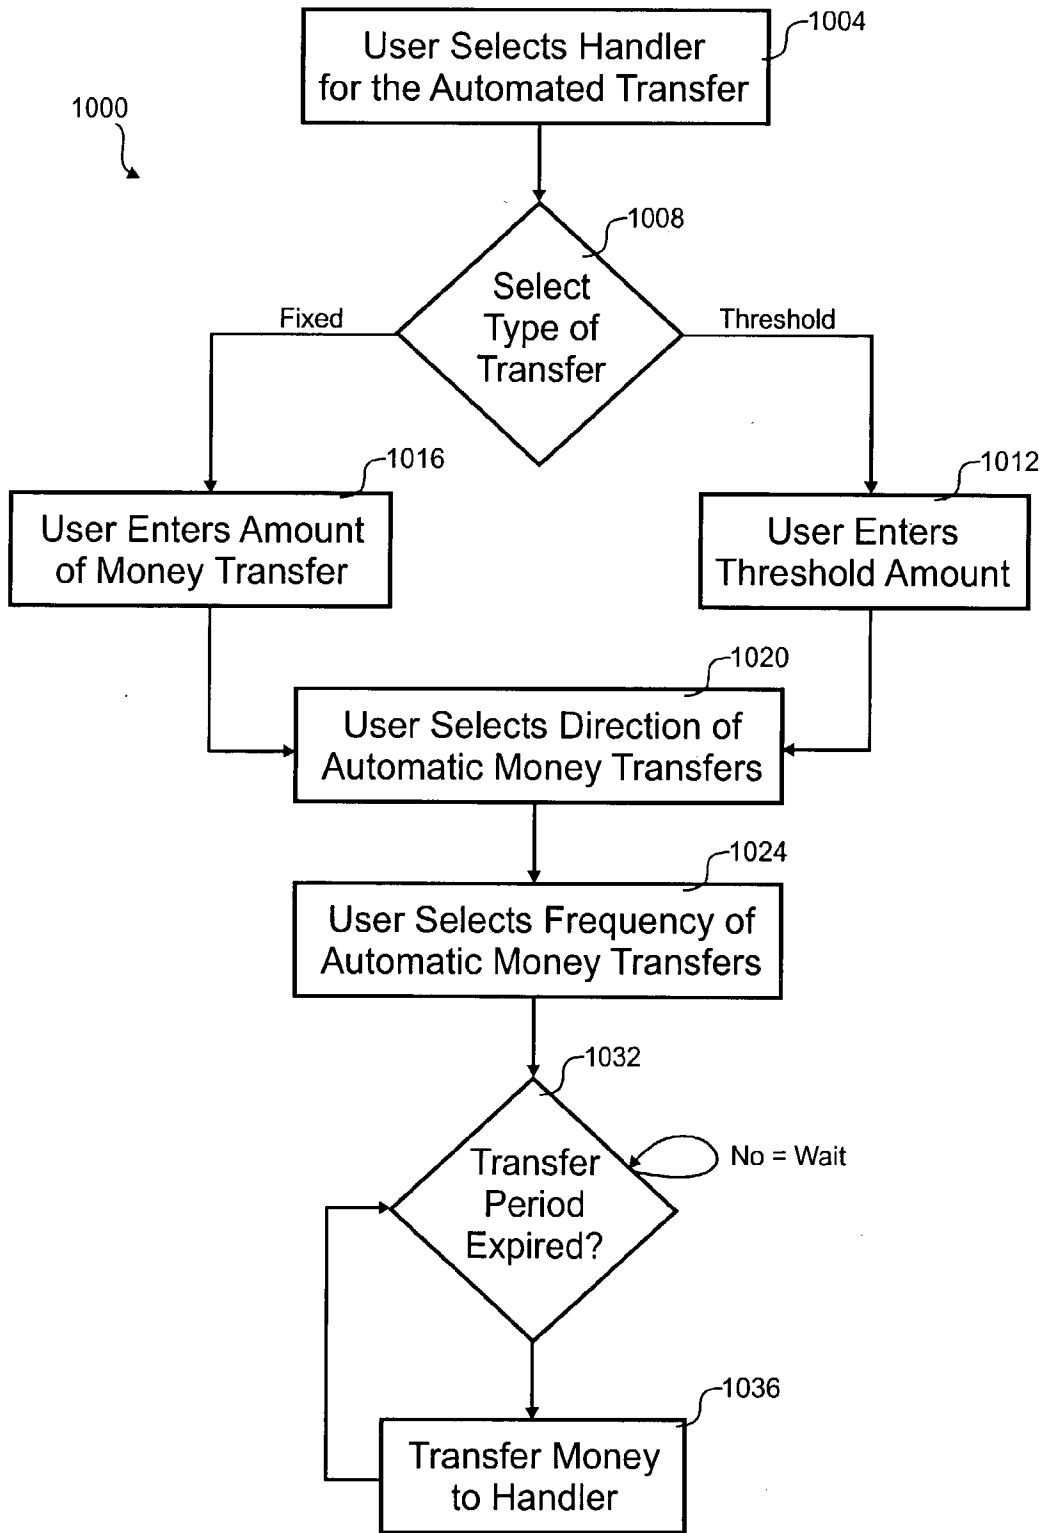 1004
User Selects Handler
for the Automated Transfer
1000
1008
Select
Type of
Transfer
Fixed
Threshold
1016
User Enters Amount
of Money Transfer
1012
User Enters
Threshold Amount
1020
User Selects Direction of
Automatic Money Transfers
1024
User Selects Frequency of
Automatic Money Transfers
1032
Transfer
Period
Expired?
No = Wait
1036
Transfer Money
to Handler